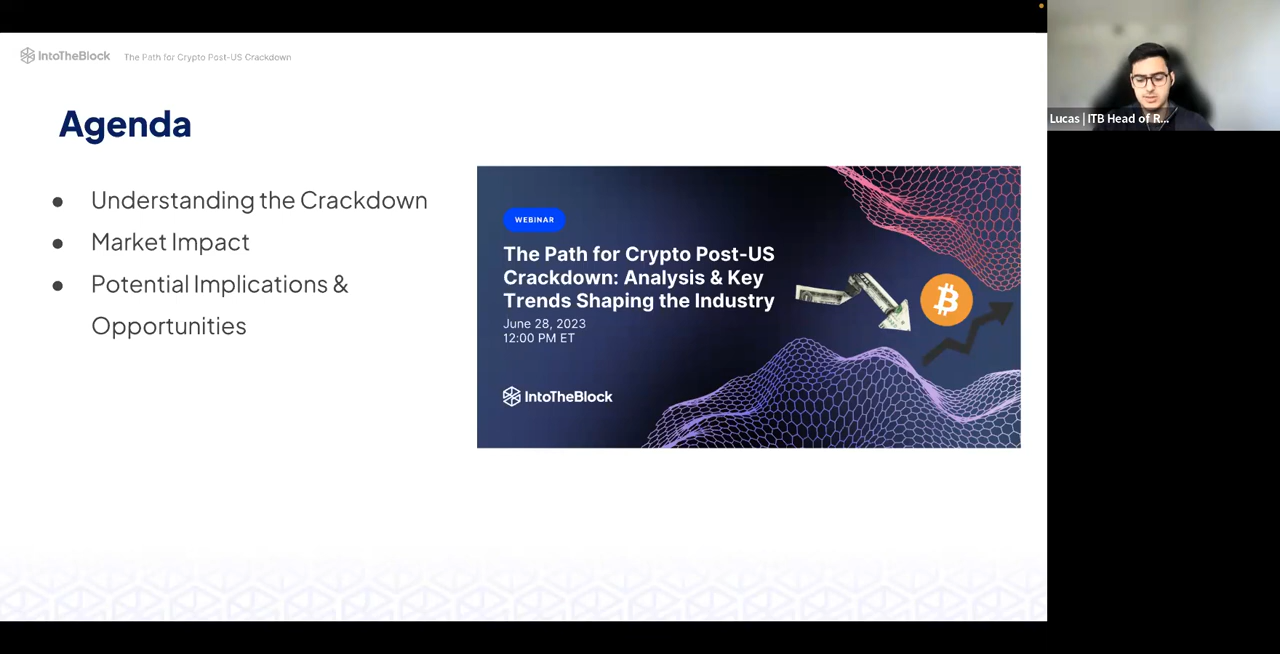 IntoTheBlock The Path for Crypto Post-US Crackdown
Agenda
● Understanding the Crackdown
● Market Impact
● Potential Implications &
Opportunities
WEBINAR
The Path for Crypto Post-US
Crackdown: Analysis & Key
Trends Shaping the Industry
June 28, 2023
12:00 PM ET
IntoTheBlock
Lucas | ITB Head of R...